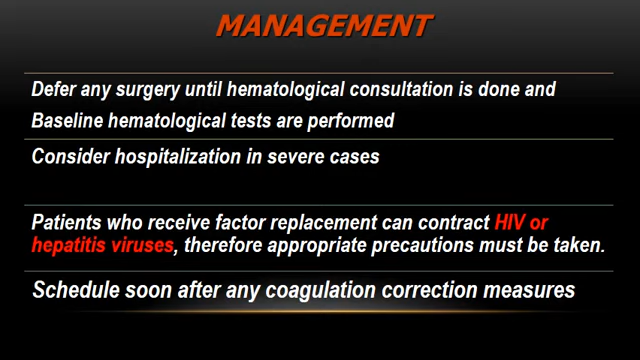 MANAGEMENT
Defer any surgery until hematological consultation is done and
Baseline hematological tests are performed
Consider hospitalization in severe cases
Patients who receive factor replacement can contract HIV or
hepatitis viruses, therefore appropriate precautions must be taken.
Schedule soon after any coagulation correction measures